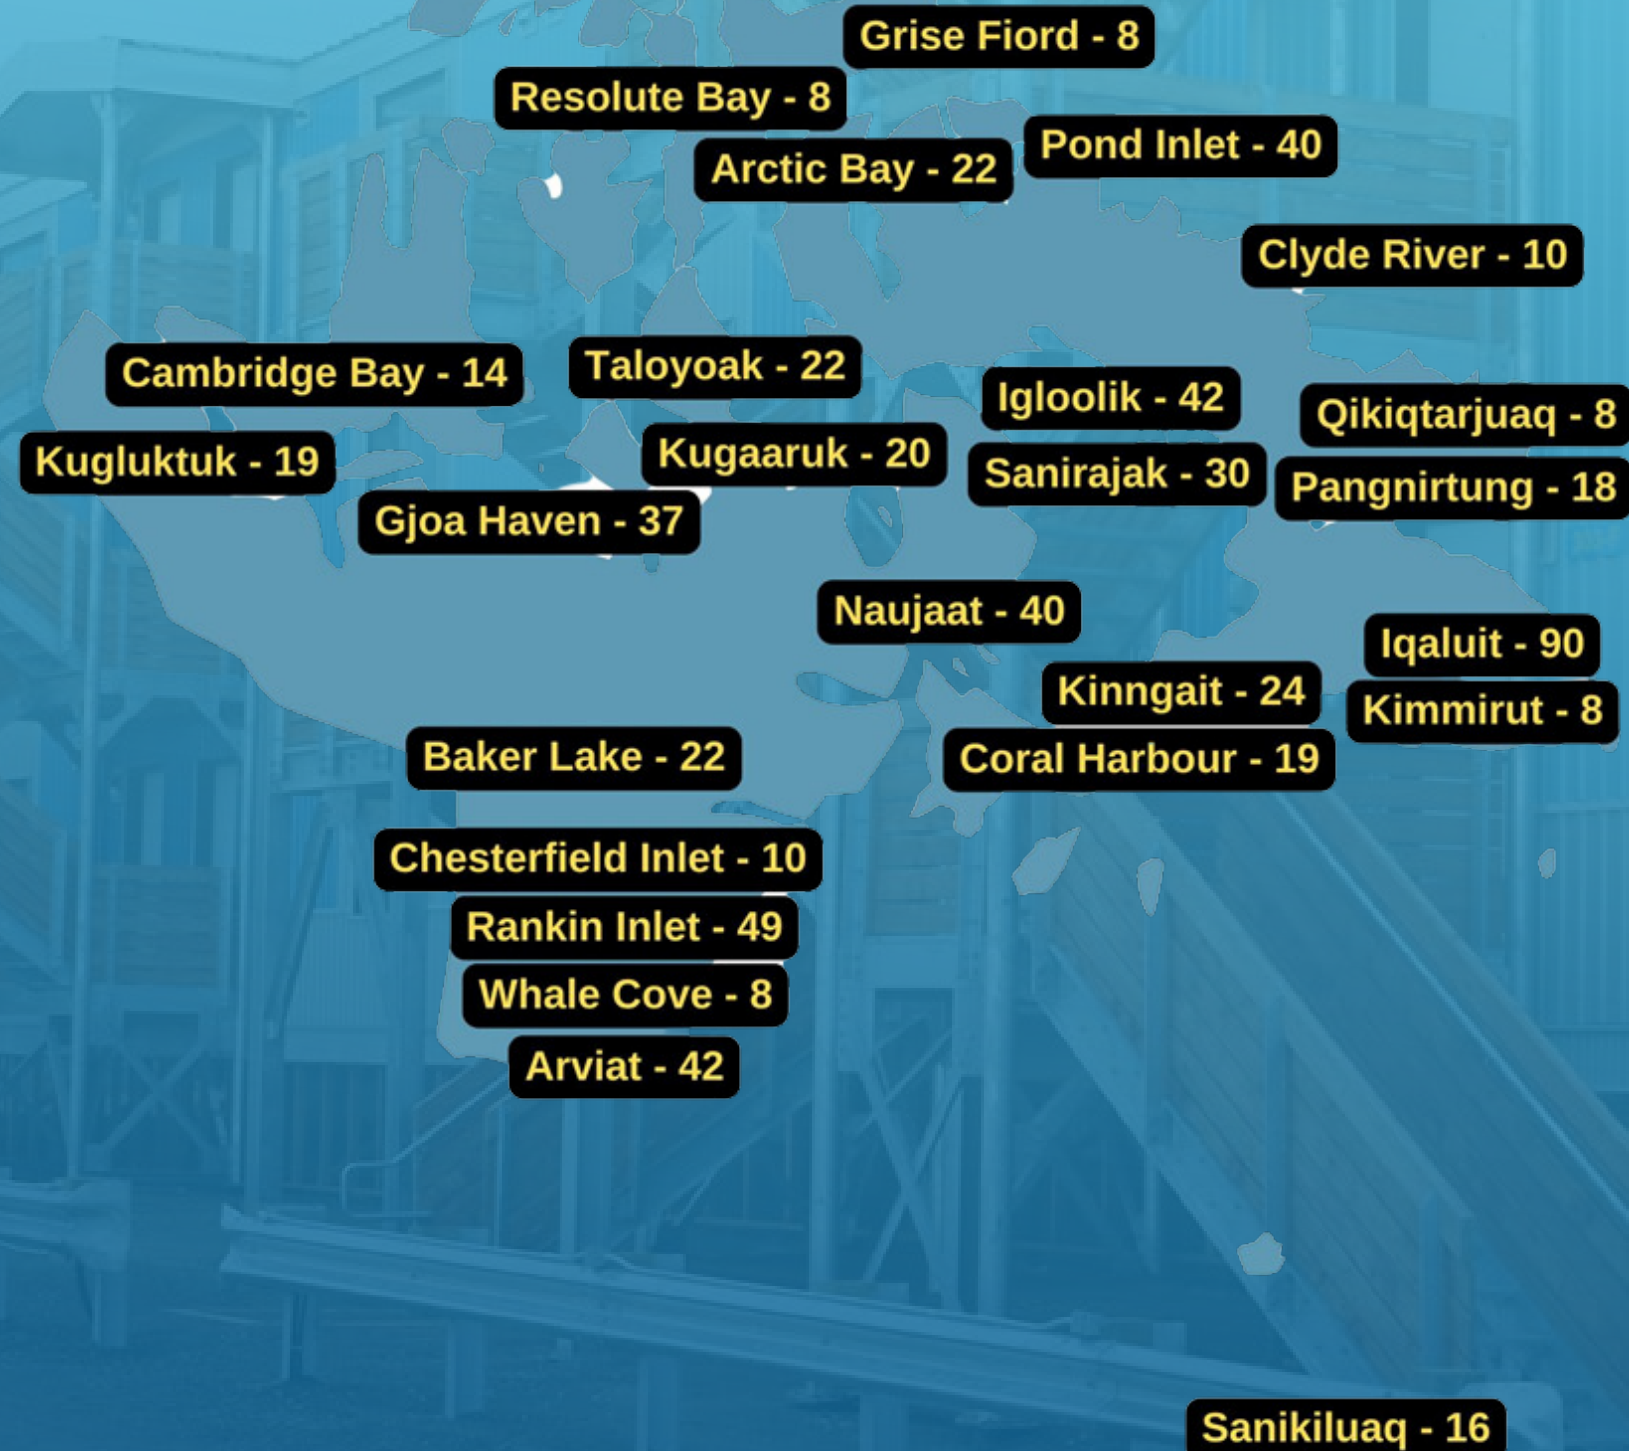 Grise Fiord - 8
Resolute Bay - 8
Pond Inlet - 40
Arctic Bay - 22
Clyde River - 10
Cambridge Bay - 14
Taloyoak - 22
Igloolik - 42
Qikiqtarjuaq - 8
Kugluktuk - 19
Kugaaruk - 20
Sanirajak - 30
Pangnirtung - 18
Gjoa Haven - 37
Naujaat - 40
Iqaluit - 90
Kinngait - 24
Kimmirut - 8
Baker Lake - 22
Coral Harbour - 19
Chesterfield Inlet - 10
Rankin Inlet - 49
Whale Cove - 8
Arviat - 42
Sanikiluaq - 16